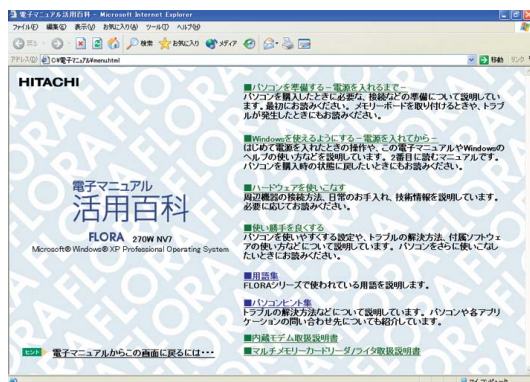 電子マニュアル活用百科 - Microsoft Internet Explorer
ファイル(F) 編集(E) 表示(V) お気に入り(A) ツール(T) ヘルプ(H)
戻る 検索 お気に入り メディア
アドレス(D) C:¥電子マニュアル¥menu.html 移動 リンク
HITACHI
電子マニュアル
活用百科
FLORA 270W NV7
Microsoft® Windows® XP Professional Operating System
ヒント 電子マニュアルからこの画面に戻るには・・・
■パソコンを準備する－電源を入れるまで－
パソコンを購入したときに必要な、接続などの準備について説明してい
ます。最初にお読みください。メモリーボードを取り付けるときや、トラブ
ルが発生したときにもお読みください。
■Windowsを使えるようにする－電源を入れてから－
はじめて電源を入れたときの操作や、この電子マニュアルやWindowsの
ヘルプの使い方などを説明しています。2番目に読むマニュアルです。
パソコンを購入時の状態に戻したいときにもお読みください。
■ハードウェアを使いこなす
周辺機器の接続方法、日常のお手入れ、技術情報を説明しています。
必要に応じてお読みください。
■使い勝手を良くする
パソコンを使いやすくする設定や、トラブルの解決方法、付属ソフトウェ
アの使い方などについて説明しています。パソコンをさらに使いこなし
たいときにお読みください。
■用語集
FLORAシリーズで使われている用語を説明します。
■パソコンヒント集
トラブルの解決方法などについて説明しています。パソコンや各アプリ
ケーションの問い合わせ先についても紹介しています。
■内蔵モデム取扱説明書
■マルチメモリーカードリーダ/ライタ取扱説明書
マイ コンピュータ